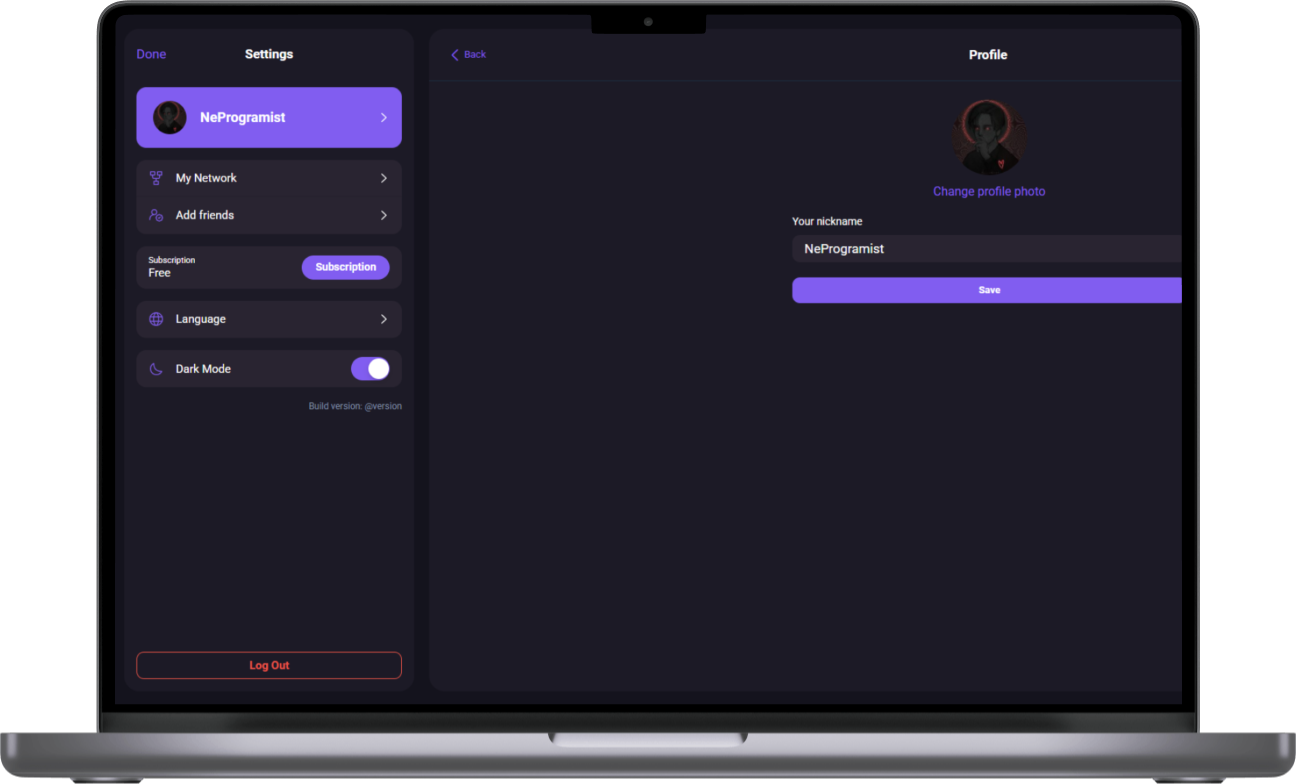 Done
Settings
NeProgramist
My Network
Add friends
Subscription
Free
Subscription
Language
Dark Mode
Build version: @version
Log Out
Back
Profile
Change profile photo
Your nickname
NeProgramist
Save